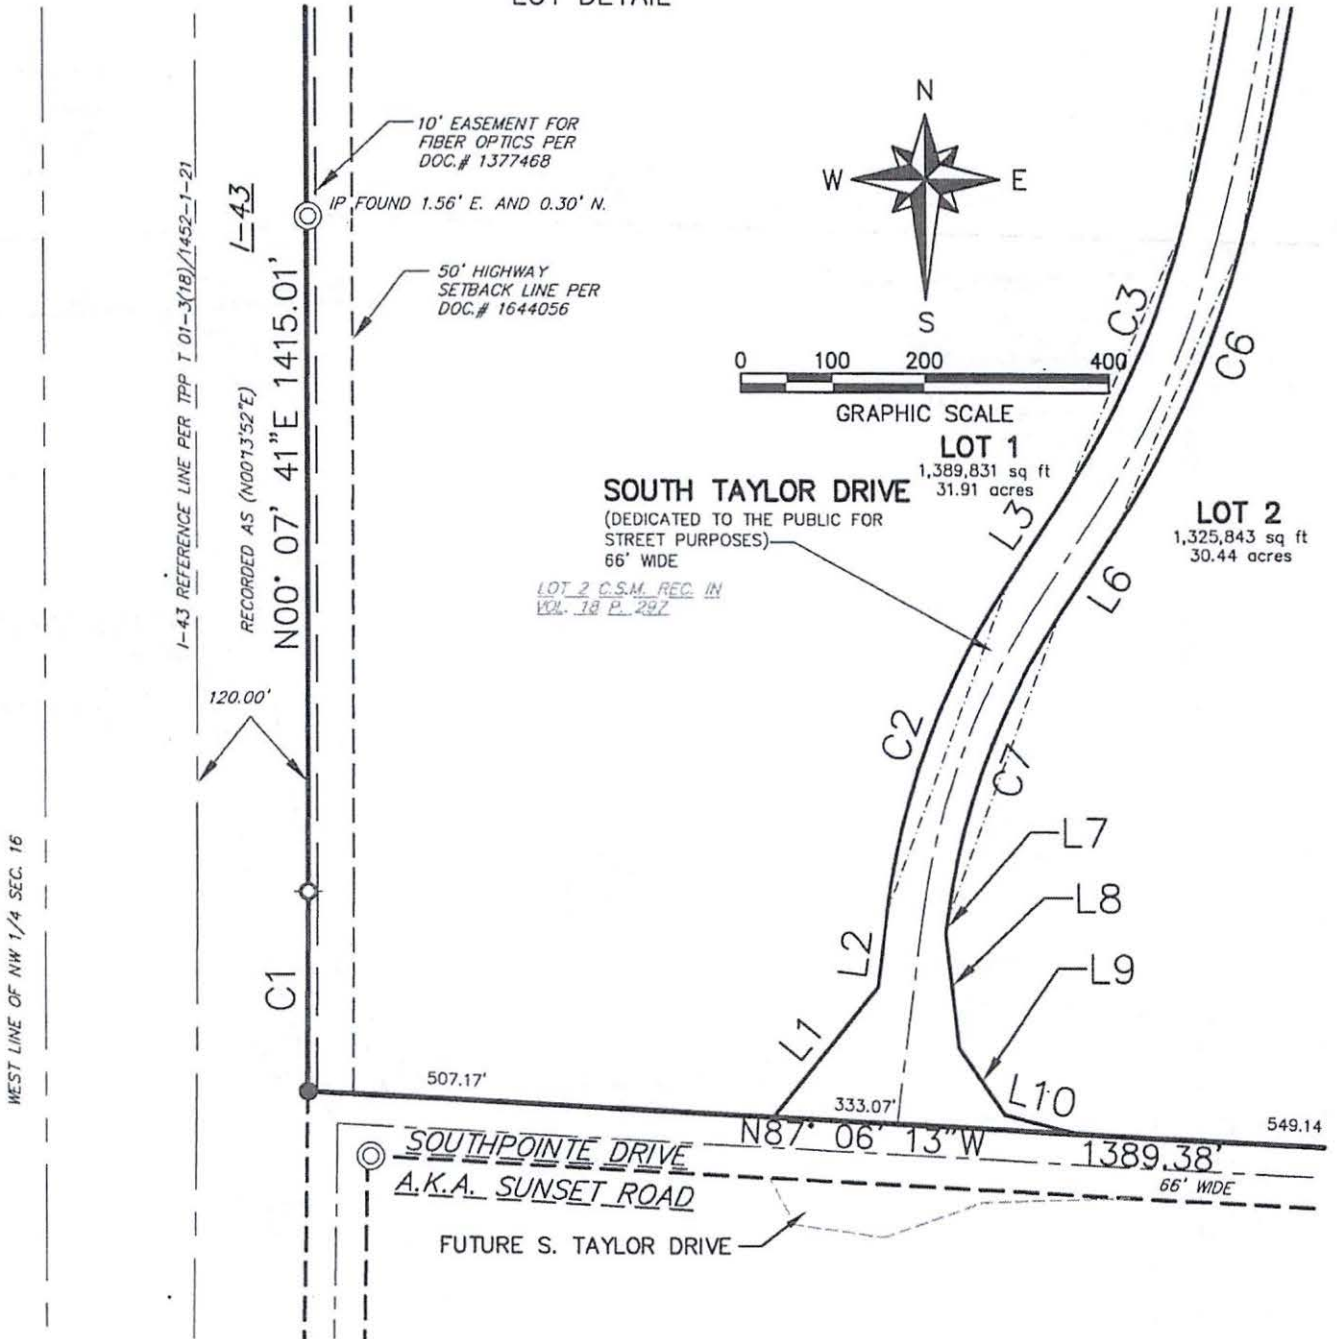 LOT DETAIL
N
W
E
S
10' EASEMENT FOR
FIBER OPTICS PER
DOC.# 1377468
IP FOUND 1.56' E. AND 0.30' N.
I-43
50' HIGHWAY
SETBACK LINE PER
DOC.# 1644056
I-43 REFERENCE LINE PER TPP T 01-3(18)/1452-1-21
RECORDED AS (N00°13'52"E)
N00° 07' 41"E 1415.01'
0 100 200 400
GRAPHIC SCALE
C3
C6
LOT 1
1,389,831 sq ft
31.91 acres
SOUTH TAYLOR DRIVE
(DEDICATED TO THE PUBLIC FOR
STREET PURPOSES)
66' WIDE
LOT 2 C.S.M. REC. IN
VOL. 18 P. 297
L3
L6
LOT 2
1,325,843 sq ft
30.44 acres
120.00'
C2
C7
L7
L8
L9
L2
L1
L10
WEST LINE OF NW 1/4 SEC. 16
C1
507.17'
333.07'
549.14
N87° 06' 13"W
1389.38'
SOUTHPOINTE DRIVE
A.K.A. SUNSET ROAD
66' WIDE
FUTURE S. TAYLOR DRIVE